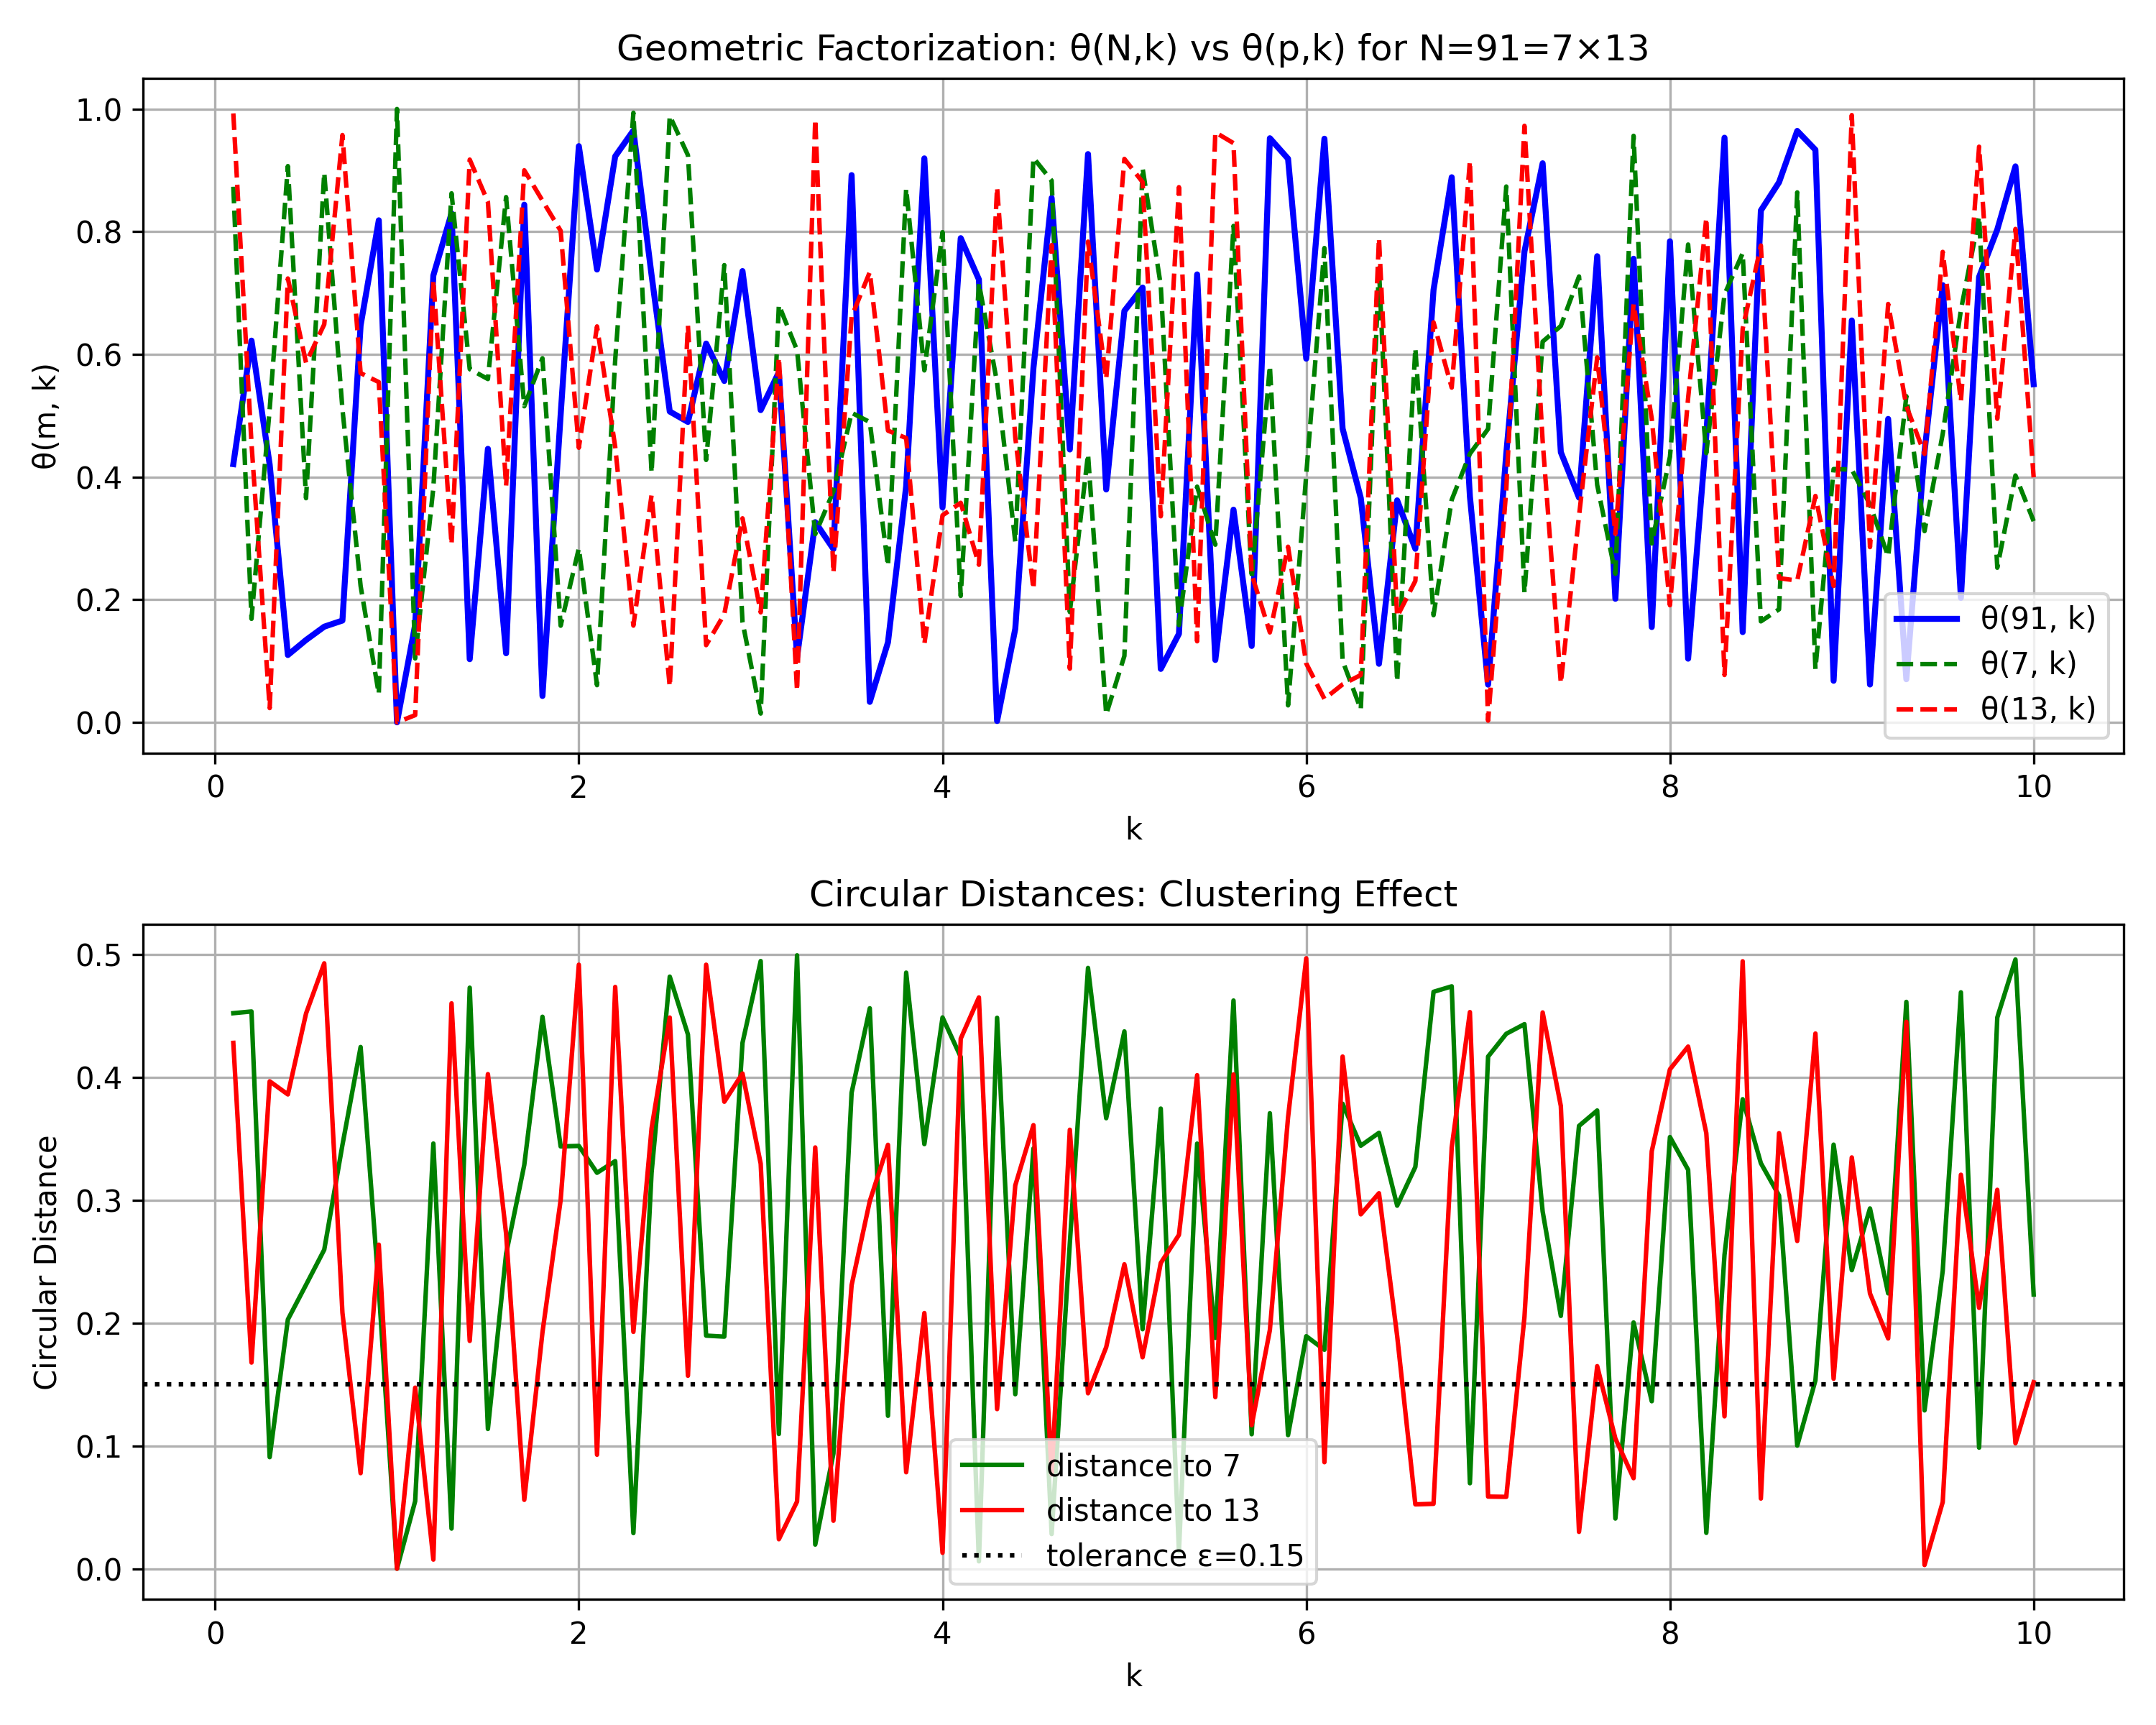 Geometric Factorization: θ(N,k) vs θ(p,k) for N=91=7×13
θ(m, k)
1.0
0.8
0.6
0.4
0.2
0.0
θ(91, k)
θ(7, k)
θ(13, k)
0 2 4 6 8 10
k
Circular Distances: Clustering Effect
Circular Distance
0.5
0.4
0.3
0.2
0.1
0.0
distance to 7
distance to 13
tolerance ε=0.15
0 2 4 6 8 10
k